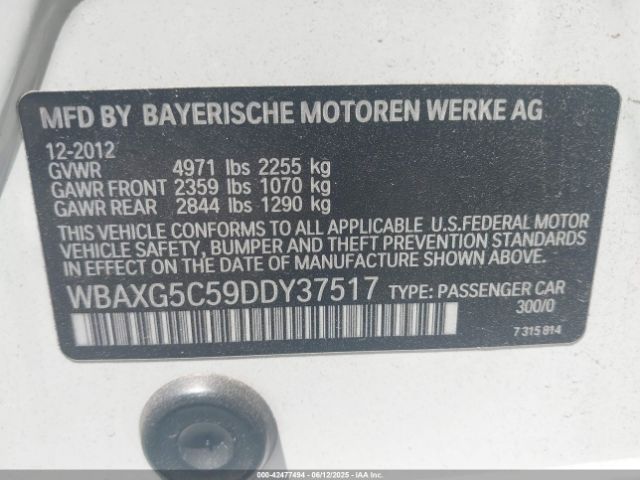 MFD BY BAYERISCHE MOTOREN WERKE AG
12-2012
GVWR 4971 lbs 2255 kg
GAWR FRONT 2359 lbs 1070 kg
GAWR REAR 2844 lbs 1290 kg
THIS VEHICLE CONFORMS TO ALL APPLICABLE U.S.FEDERAL MOTOR
VEHICLE SAFETY, BUMPER AND THEFT PREVENTION STANDARDS
IN EFFECT ON THE DATE OF MANUFACTURE SHOWN ABOVE.
WBAXG5C59DDY37517 TYPE: PASSENGER CAR
300/0
7 315 814
000-42477494 - 06/12/2025 - IAA Inc.